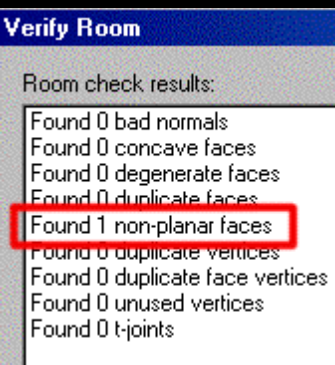 Verify Room
Room check results:
Found 0 bad normals
Found 0 concave faces
Found 0 degenerate faces
Found 0 duplicate faces
Found 1 non-planar faces
Found 0 duplicate vertices
Found 0 duplicate face vertices
Found 0 unused vertices
Found 0 t-joints